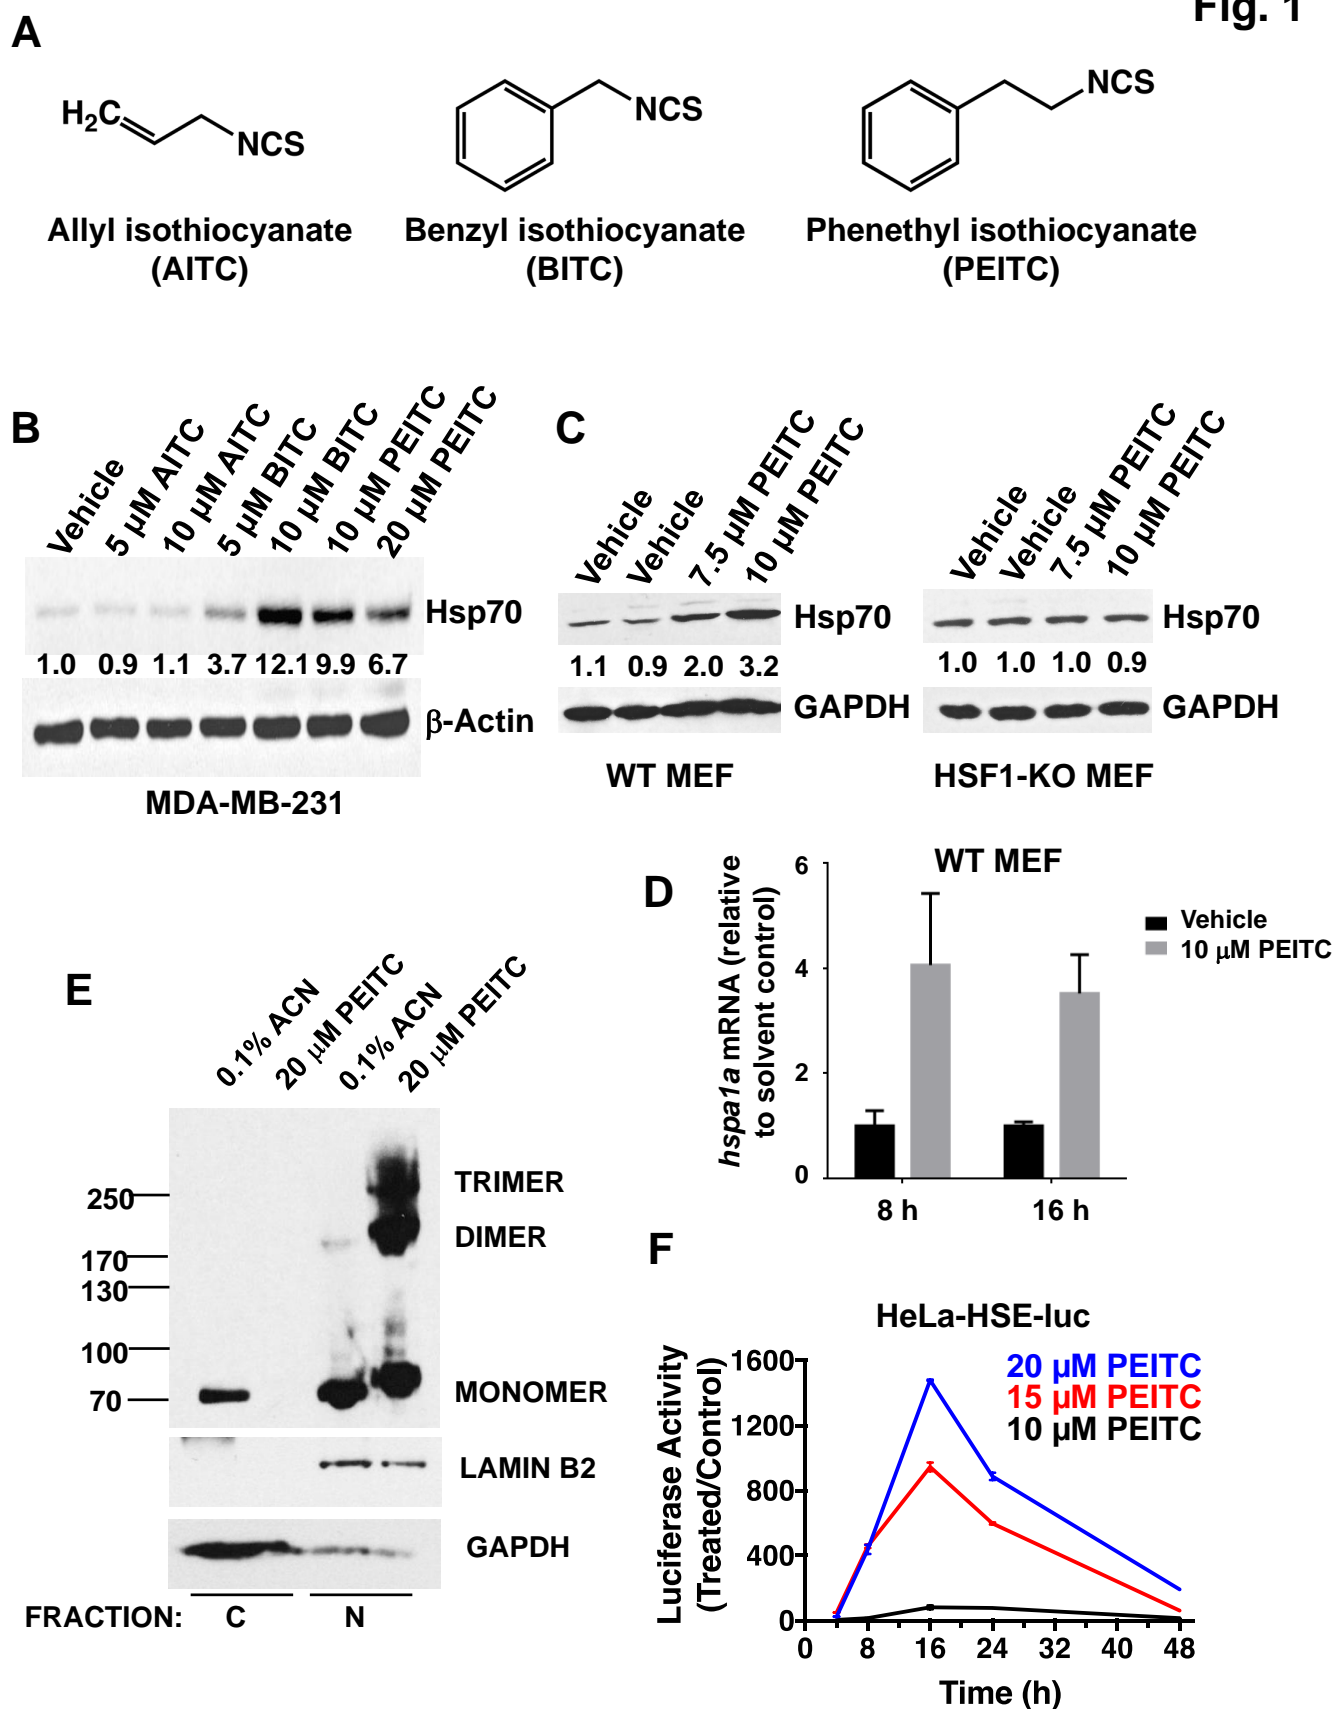 Fig. 1
A
H2C
NCS
NCS
NCS
Allyl isothiocyanate
(AITC)
Benzyl isothiocyanate
(BITC)
Phenethyl isothiocyanate
(PEITC)
B
Vehicle
5 µM AITC
10 µM AITC
5 µM BITC
10 µM BITC
10 µM PEITC
20 µM PEITC
Hsp70
1.0 0.9 1.1 3.7 12.1 9.9 6.7
β-Actin
MDA-MB-231
C
Vehicle
Vehicle
7.5 µM PEITC
10 µM PEITC
Hsp70
1.1 0.9 2.0 3.2
GAPDH
WT MEF
Vehicle
Vehicle
7.5 µM PEITC
10 µM PEITC
Hsp70
1.0 1.0 1.0 0.9
GAPDH
HSF1-KO MEF
D
WT MEF
hspa1a mRNA (relative
to solvent control)
6
4
2
0
8 h
16 h
Vehicle
10 µM PEITC
E
0.1% ACN
20 µM PEITC
0.1% ACN
20 µM PEITC
250
170
130
100
70
TRIMER
DIMER
MONOMER
LAMIN B2
GAPDH
FRACTION: C N
F
HeLa-HSE-luc
Luciferase Activity
(Treated/Control)
1600
1200
800
400
0
20 µM PEITC
15 µM PEITC
10 µM PEITC
0 8 16 24 32 40 48
Time (h)